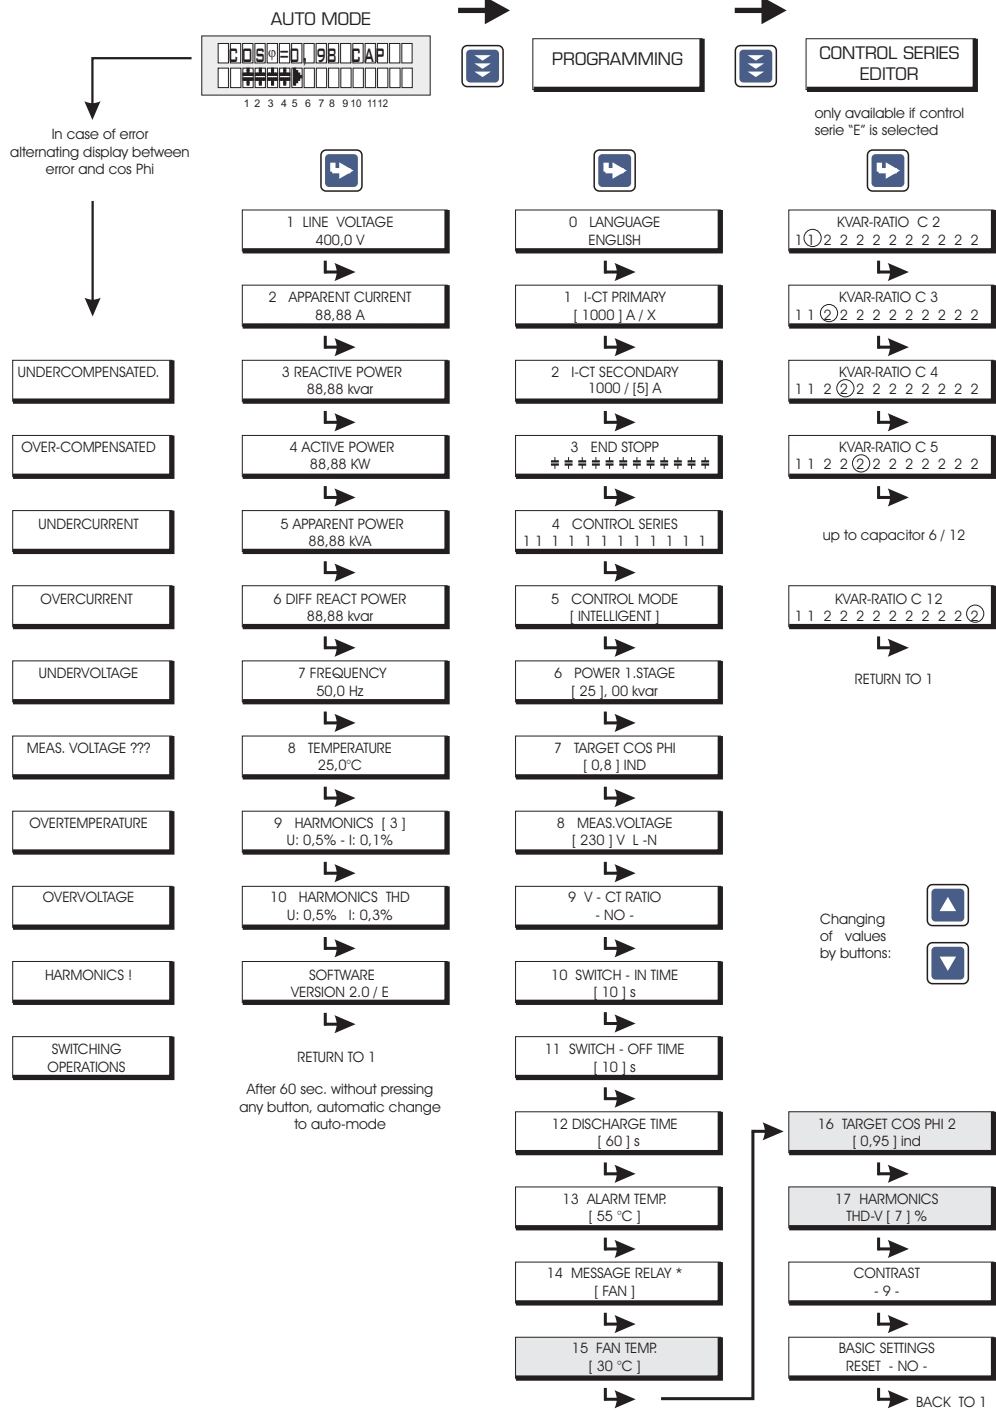 AUTO MODE
COSφ=0, 98 CAP
1 2 3 4 5 6 7 8 9 10 11 12
In case of error
alternating display between
error and cos Phi
UNDERCOMPENSATED.
OVER-COMPENSATED
UNDERCURRENT
OVERCURRENT
UNDERVOLTAGE
MEAS. VOLTAGE ???
OVERTEMPERATURE
OVERVOLTAGE
HARMONICS !
SWITCHING
OPERATIONS
1 LINE VOLTAGE
400,0 V
2 APPARENT CURRENT
88,88 A
3 REACTIVE POWER
88,88 kvar
4 ACTIVE POWER
88,88 KW
5 APPARENT POWER
88,88 kVA
6 DIFF REACT POWER
88,88 kvar
7 FREQUENCY
50,0 Hz
8 TEMPERATURE
25,0°C
9 HARMONICS [ 3 ]
U: 0,5% - I: 0,1%
10 HARMONICS THD
U: 0,5% I: 0,3%
SOFTWARE
VERSION 2.0 / E
RETURN TO 1
After 60 sec. without pressing
any button, automatic change
to auto-mode
PROGRAMMING
0 LANGUAGE
ENGLISH
1 I-CT PRIMARY
[ 1000 ] A / X
2 I-CT SECONDARY
1000 / [5] A
3 END STOPP
4 CONTROL SERIES
1 1 1 1 1 1 1 1 1 1 1 1
5 CONTROL MODE
[ INTELLIGENT ]
6 POWER 1.STAGE
[ 25 ], 00 kvar
7 TARGET COS PHI
[ 0,8 ] IND
8 MEAS.VOLTAGE
[ 230 ] V L -N
9 V - CT RATIO
- NO -
10 SWITCH - IN TIME
[ 10 ] s
11 SWITCH - OFF TIME
[ 10 ] s
12 DISCHARGE TIME
[ 60 ] s
13 ALARM TEMP.
[ 55 °C ]
14 MESSAGE RELAY *
[ FAN ]
15 FAN TEMP.
[ 30 °C ]
CONTROL SERIES
EDITOR
only available if control
serie "E" is selected
KVAR-RATIO C 2
1 1 2 2 2 2 2 2 2 2 2 2
KVAR-RATIO C 3
1 1 2 2 2 2 2 2 2 2 2 2
KVAR-RATIO C 4
1 1 2 2 2 2 2 2 2 2 2 2
KVAR-RATIO C 5
1 1 2 2 2 2 2 2 2 2 2 2
up to capacitor 6 / 12
KVAR-RATIO C 12
1 1 2 2 2 2 2 2 2 2 2 2
RETURN TO 1
Changing
of values
by buttons:
16 TARGET COS PHI 2
[ 0,95 ] ind
17 HARMONICS
THD-V [ 7 ] %
CONTRAST
- 9 -
BASIC SETTINGS
RESET - NO -
BACK TO 1